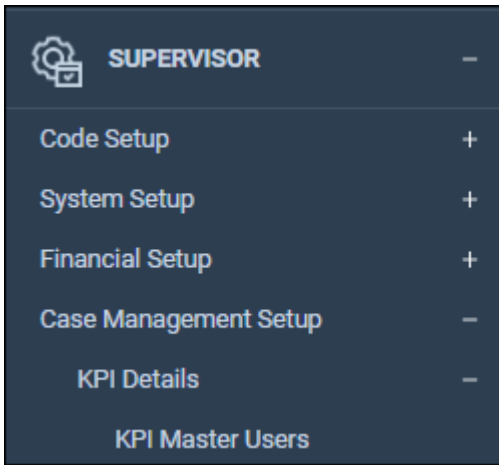 SUPERVISOR –
Code Setup +
System Setup +
Financial Setup +
Case Management Setup –
KPI Details –
KPI Master Users